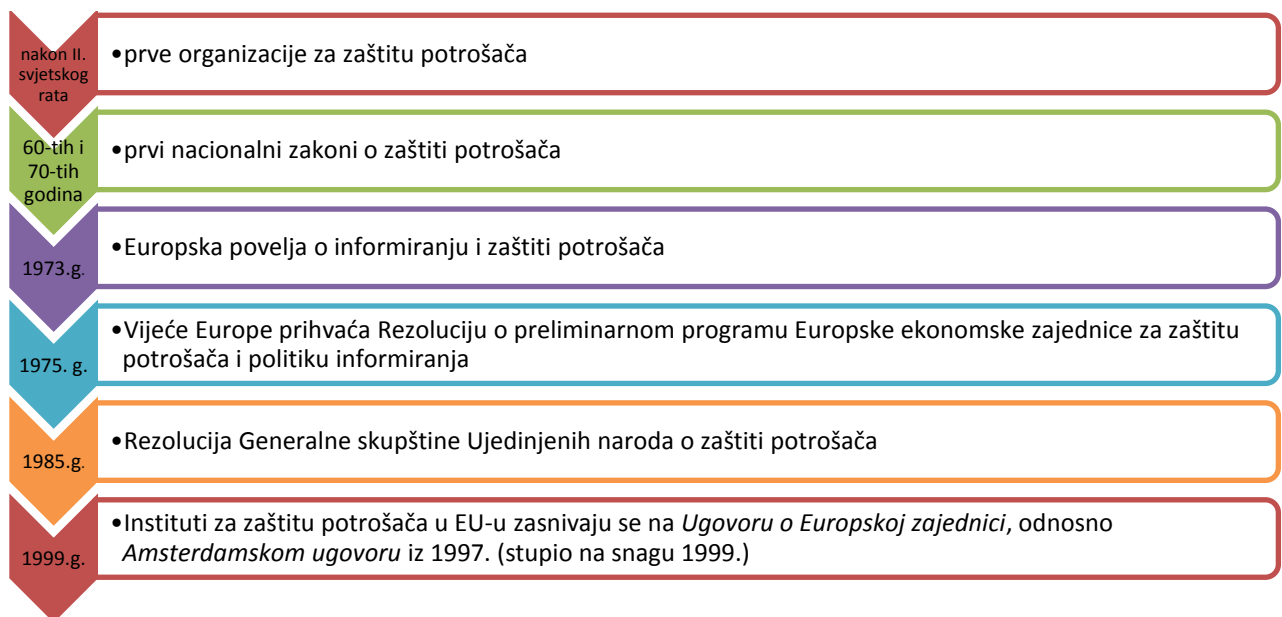 nakon II.
svjetskog
rata
•prve organizacije za zaštitu potrošača
60-tih i
70-tih
godina
•prvi nacionalni zakoni o zaštiti potrošača
1973.g.
•Europska povelja o informiranju i zaštiti potrošača
1975. g.
•Vijeće Europe prihvaća Rezoluciju o preliminarnom programu Europske ekonomske zajednice za zaštitu
potrošača i politiku informiranja
1985.g.
•Rezolucija Generalne skupštine Ujedinjenih naroda o zaštiti potrošača
1999.g.
•Instituti za zaštitu potrošača u EU-u zasnivaju se na Ugovoru o Europskoj zajednici, odnosno
Amsterdamskom ugovoru iz 1997. (stupio na snagu 1999.)